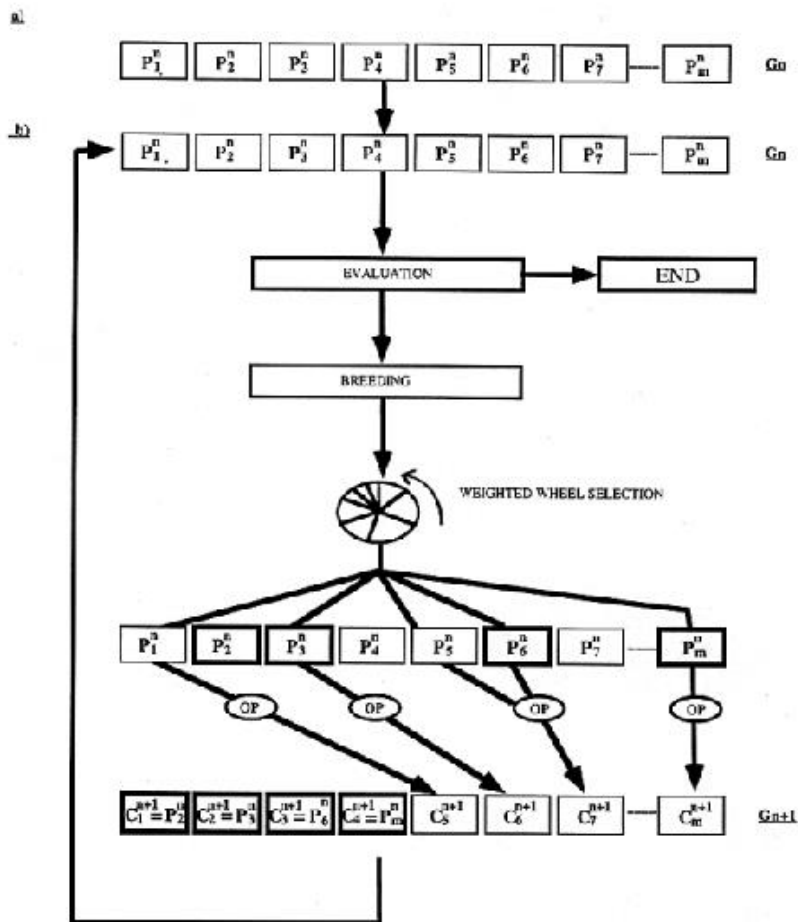 a)
P₁ⁿ P₂ⁿ P₂ⁿ P₄ⁿ P₅ⁿ P₆ⁿ P₇ⁿ Pₘⁿ Gn
b)
P₁ⁿ P₂ⁿ P₃ⁿ P₄ⁿ P₅ⁿ P₆ⁿ P₇ⁿ Pₘⁿ Gn
EVALUATION END
BREEDING
WEIGHTED WHEEL SELECTION
P₁ⁿ P₂ⁿ P₃ⁿ P₄ⁿ P₅ⁿ P₆ⁿ P₇ⁿ Pₘⁿ
OP OP OP OP
C₁ⁿ⁺¹=P₂ⁿ C₂ⁿ⁺¹=P₃ⁿ C₃ⁿ⁺¹=P₆ⁿ C₄ⁿ⁺¹=Pₘⁿ C₅ⁿ⁺¹ C₆ⁿ⁺¹ C₇ⁿ⁺¹ Cₘⁿ⁺¹ Gn+1